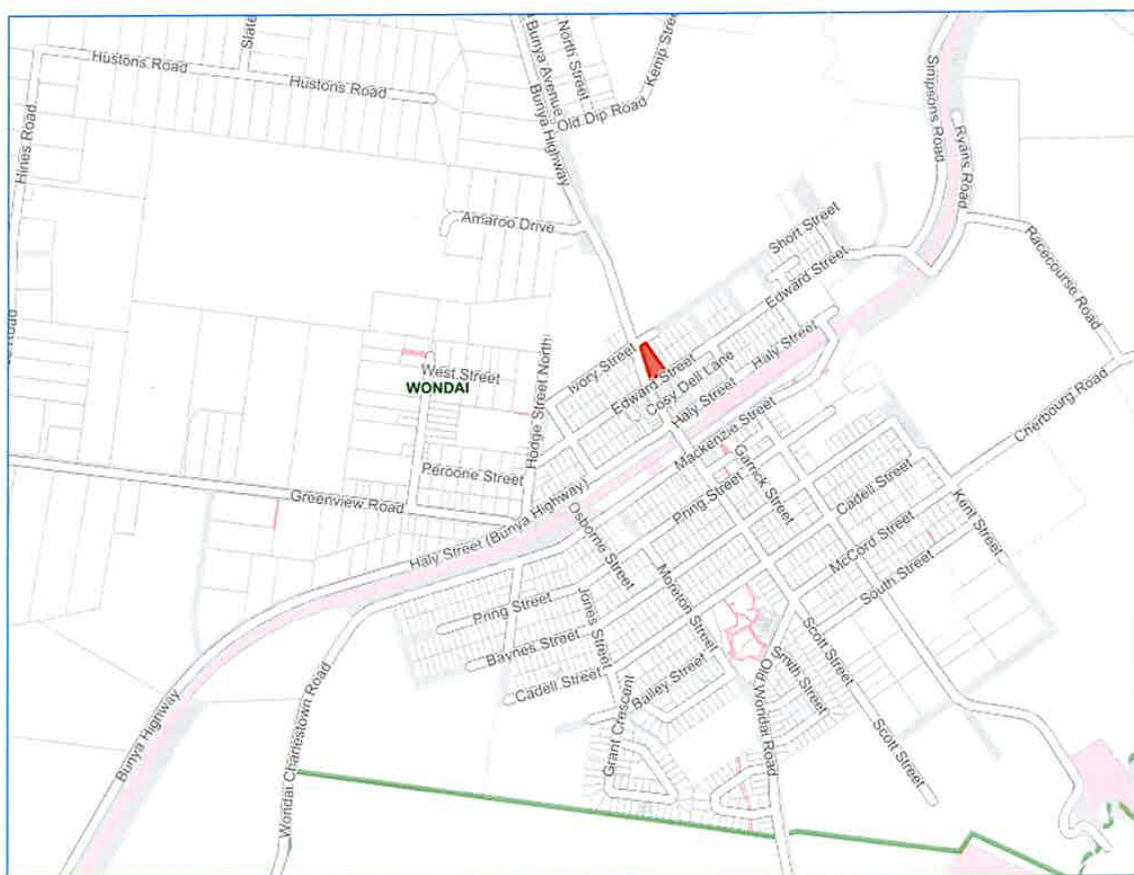 Hustons Road
Slate
Hustons Road
Hines Road
Bunya Avenue
North Street
Kemp Street
Old Dip Road
Bunya Highway
Simpsons Road
Ryans Road
Amaroo Drive
Short Street
Racecourse Road
Edward Street
Haly Street
Ivory Street
Edward Street
Cosy Dell Lane
Haly Street
West Street
WONDAI
Hodge Street North
Mackenzie Street
Cherbourg Road
Peroone Street
Greenview Road
Garrick Street
Pring Street
Cadell Street
Kent Street
Haly Street (Bunya Highway)
Osborne Street
McCord Street
South Street
Moreton Street
Pring Street
Jones Street
Baynes Street
Scott Street
Cadell Street
Bailey Street
Smyth Street
Grant Crescent
Old Wondai Road
Scott Street
Bunya Highway
Wondai Charlestown Road